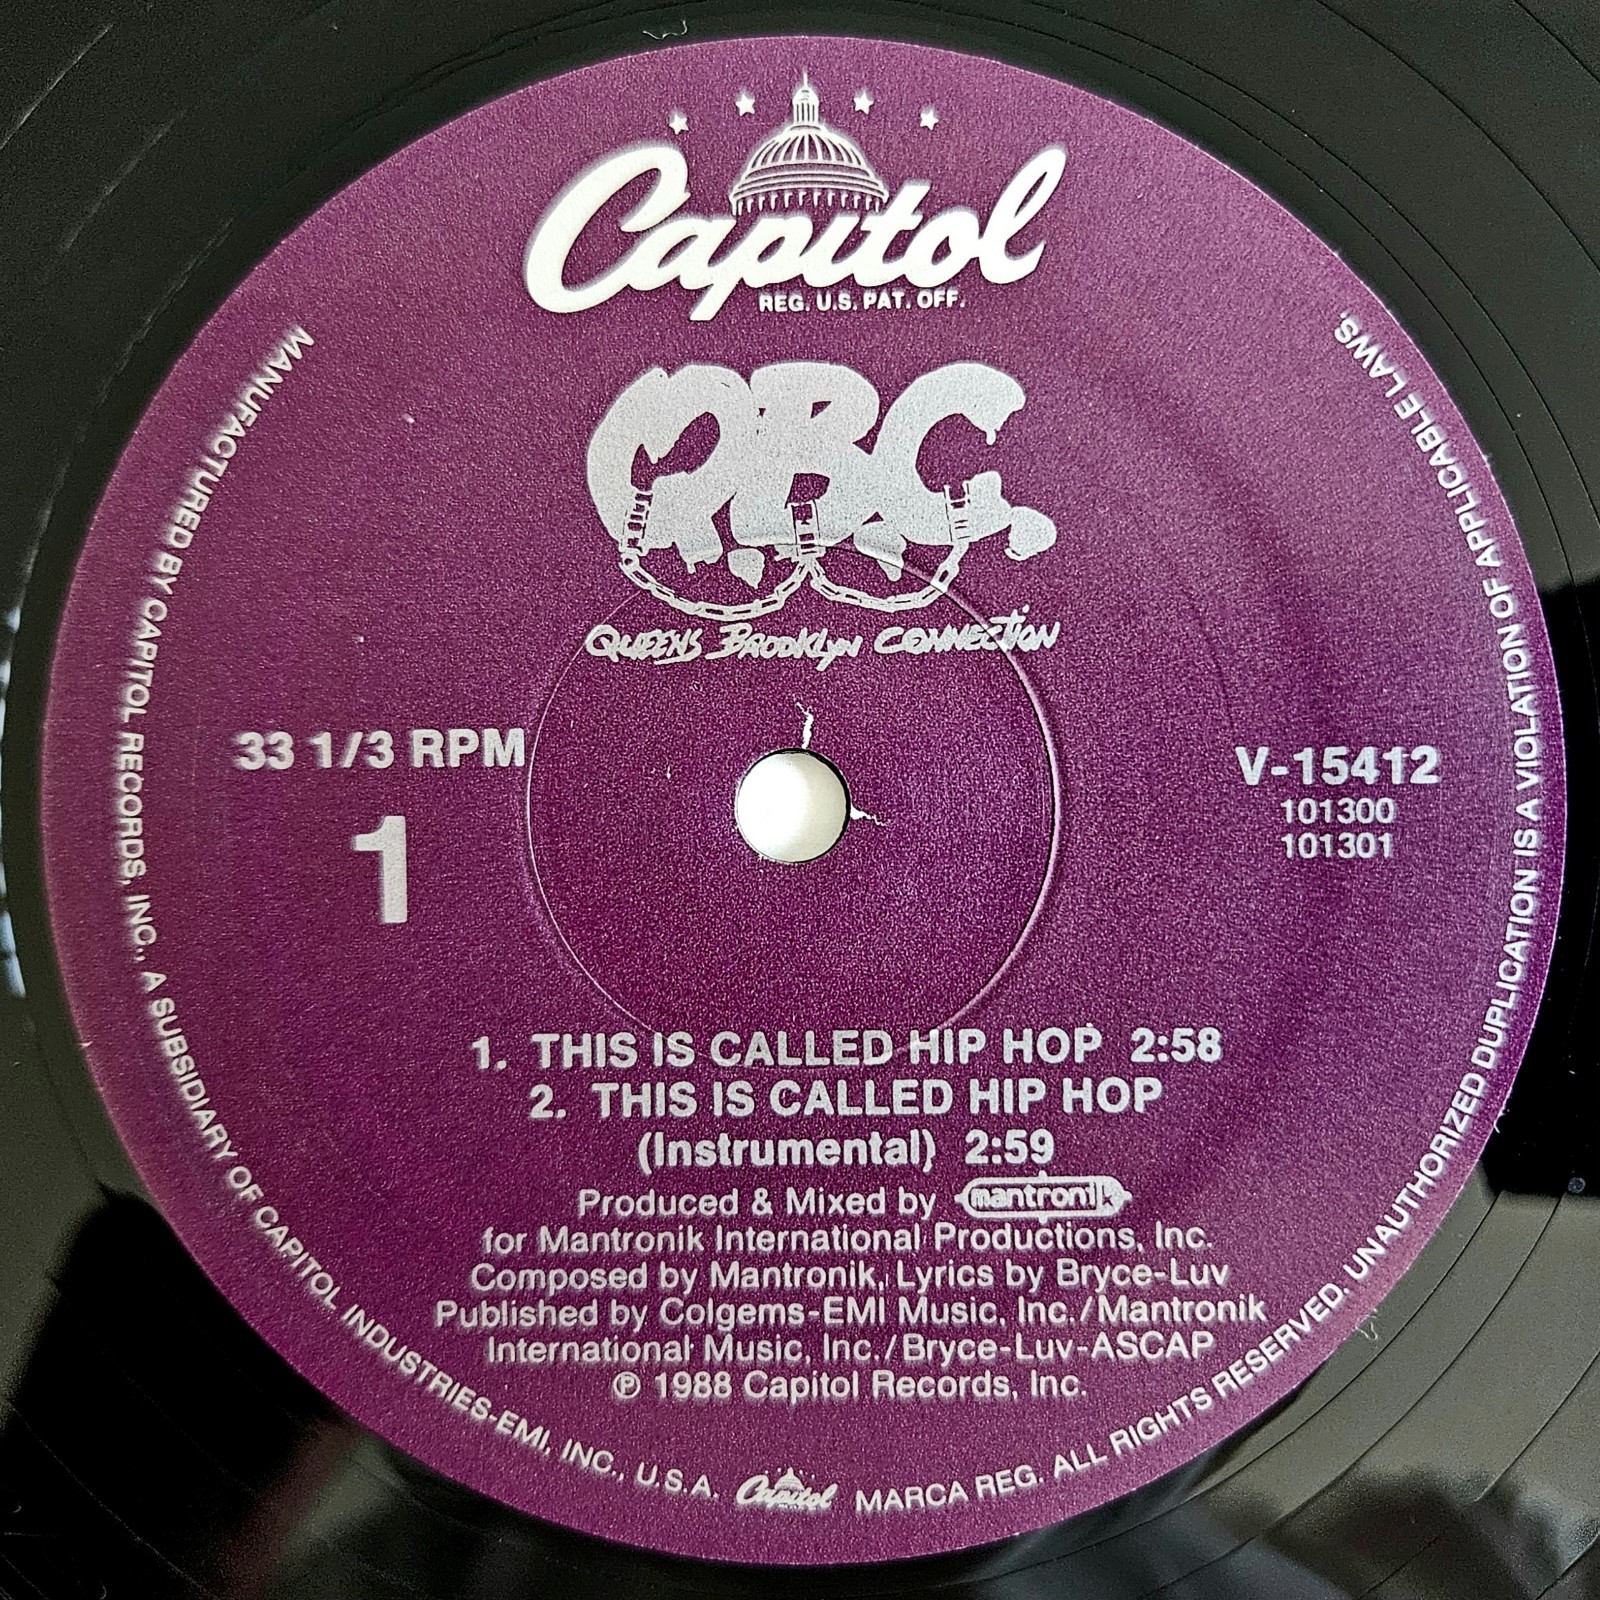 Capitol
REG. U.S. PAT. OFF.
Q.B.C.
QUEENS BROOKLYN CONNECTION
33 1/3 RPM
1
V-15412
101300
101301
1. THIS IS CALLED HIP HOP 2:58
2. THIS IS CALLED HIP HOP
(Instrumental) 2:59
Produced & Mixed by mantronik
for Mantronik International Productions, Inc.
Composed by Mantronik, Lyrics by Bryce-Luv
Published by Colgems-EMI Music, Inc./Mantronik
International Music, Inc./Bryce-Luv-ASCAP
℗ 1988 Capitol Records, Inc.
MANUFACTURED BY CAPITOL RECORDS, INC., A SUBSIDIARY OF CAPITOL INDUSTRIES-EMI, INC., U.S.A. Capitol MARCA REG. ALL RIGHTS RESERVED. UNAUTHORIZED DUPLICATION IS A VIOLATION OF APPLICABLE LAWS.